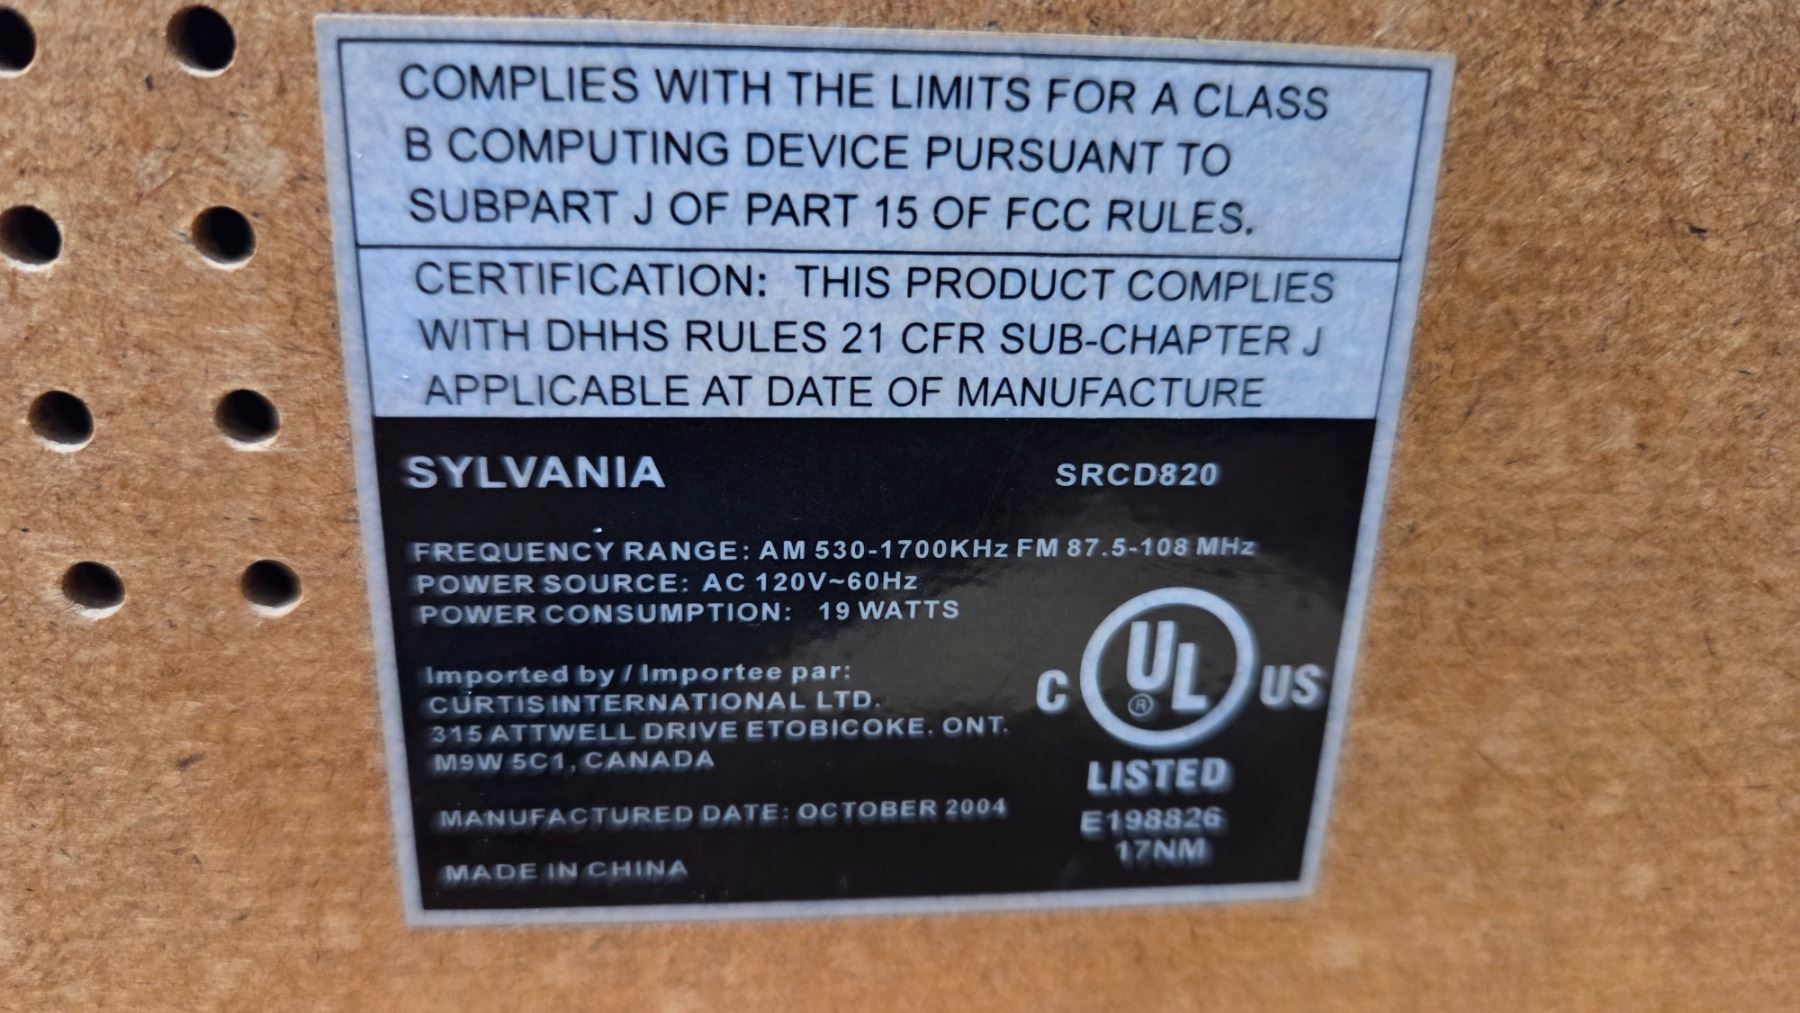 COMPLIES WITH THE LIMITS FOR A CLASS
B COMPUTING DEVICE PURSUANT TO
SUBPART J OF PART 15 OF FCC RULES.
CERTIFICATION: THIS PRODUCT COMPLIES
WITH DHHS RULES 21 CFR SUB-CHAPTER J
APPLICABLE AT DATE OF MANUFACTURE
SYLVANIA SRCD820
FREQUENCY RANGE: AM 530-1700KHz FM 87.5-108 MHz
POWER SOURCE: AC 120V~60Hz
POWER CONSUMPTION: 19 WATTS
Imported by / Importee par:
CURTIS INTERNATIONAL LTD.
315 ATTWELL DRIVE ETOBICOKE. ONT.
M9W 5C1, CANADA
MANUFACTURED DATE: OCTOBER 2004
MADE IN CHINA
C UL ® US
LISTED
E198826
17NM